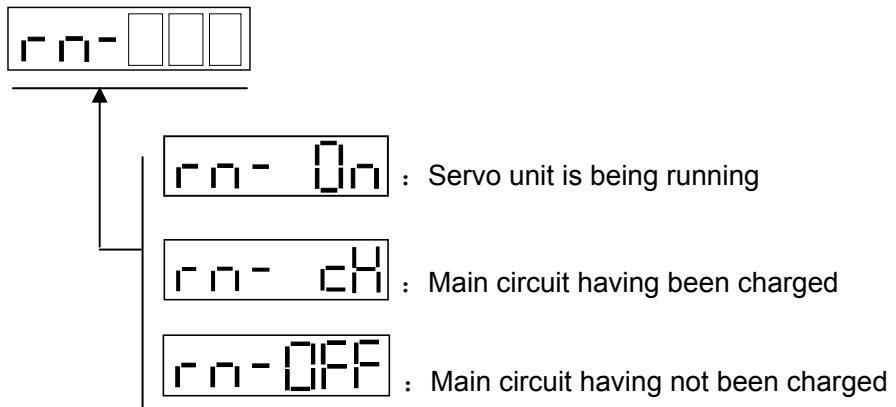 rn-
rn- On : Servo unit is being running
rn- cH : Main circuit having been charged
rn-OFF : Main circuit having not been charged